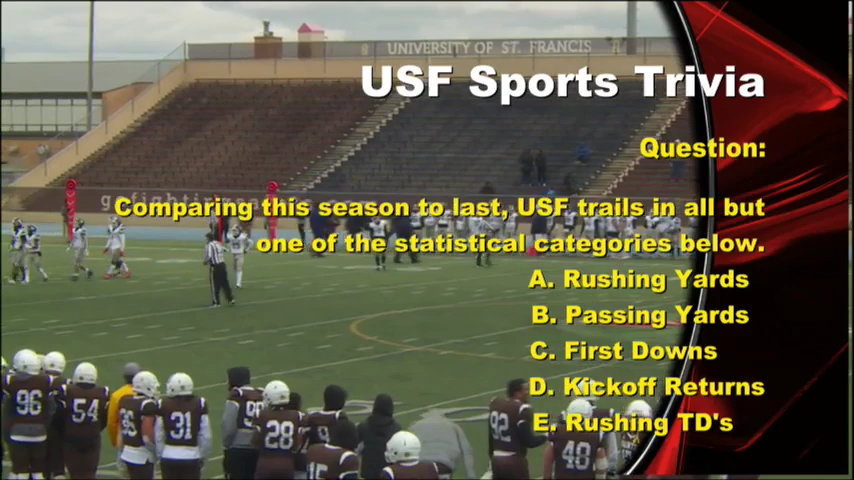 UNIVERSITY OF ST. FRANCIS
USF Sports Trivia
Question:
Comparing this season to last, USF trails in all but
one of the statistical categories below.
A. Rushing Yards
B. Passing Yards
C. First Downs
D. Kickoff Returns
E. Rushing TD's
96
54
31
28
92
48
15